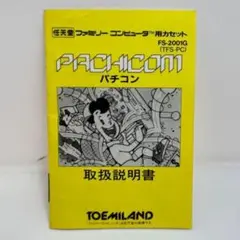 任天堂 ファミリー コンピュータ™用カセット
FS-2001G
(TFS-PC)
PACHICOM
パチコン
取扱説明書
TOEMILAND